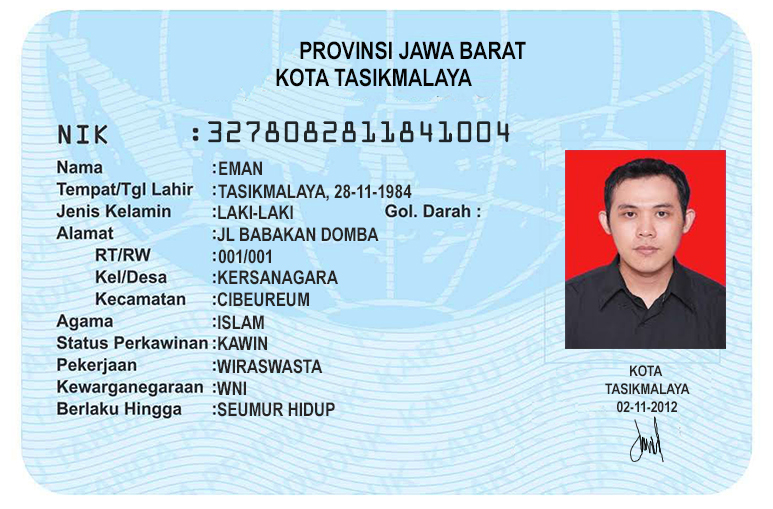 PROVINSI JAWA BARAT
KOTA TASIKMALAYA
NIK :3278082811841004
Nama :EMAN
Tempat/Tgl Lahir :TASIKMALAYA, 28-11-1984
Jenis Kelamin :LAKI-LAKI Gol. Darah :
Alamat :JL BABAKAN DOMBA
RT/RW :001/001
Kel/Desa :KERSANAGARA
Kecamatan :CIBEUREUM
Agama :ISLAM
Status Perkawinan :KAWIN
Pekerjaan :WIRASWASTA
Kewarganegaraan :WNI
Berlaku Hingga :SEUMUR HIDUP
KOTA
TASIKMALAYA
02-11-2012